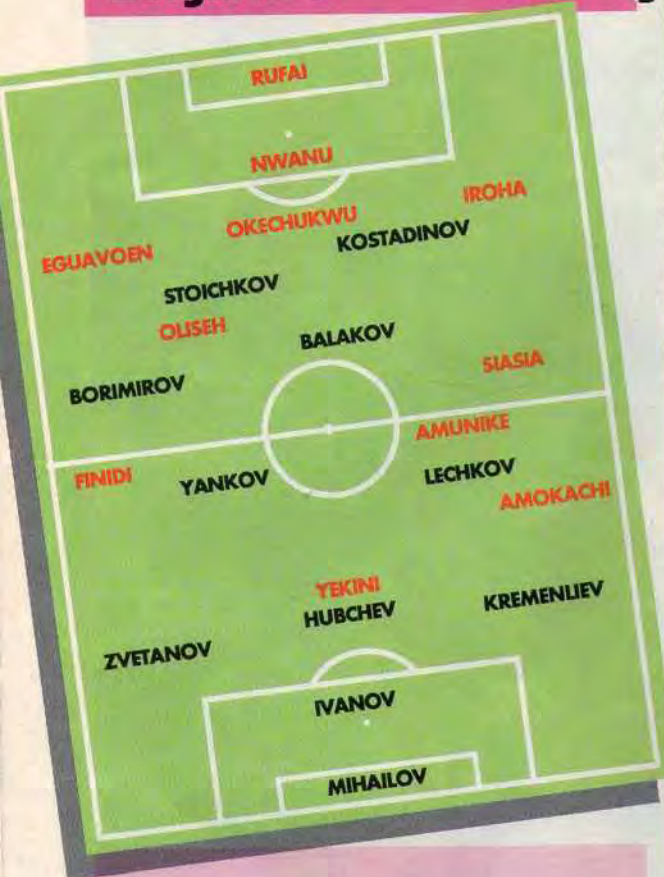 RUFAI
NWANU
IROHA
OKECHUKWU
KOSTADINOV
EGUAVOEN
STOICHKOV
OLISEH
BALAKOV
SIASIA
BORIMIROV
AMUNIKE
FINIDI
YANKOV
LECHKOV
AMOKACHI
YEKINI
HUBCHEV
KREMENLIEV
ZVETANOV
IVANOV
MIHAILOV